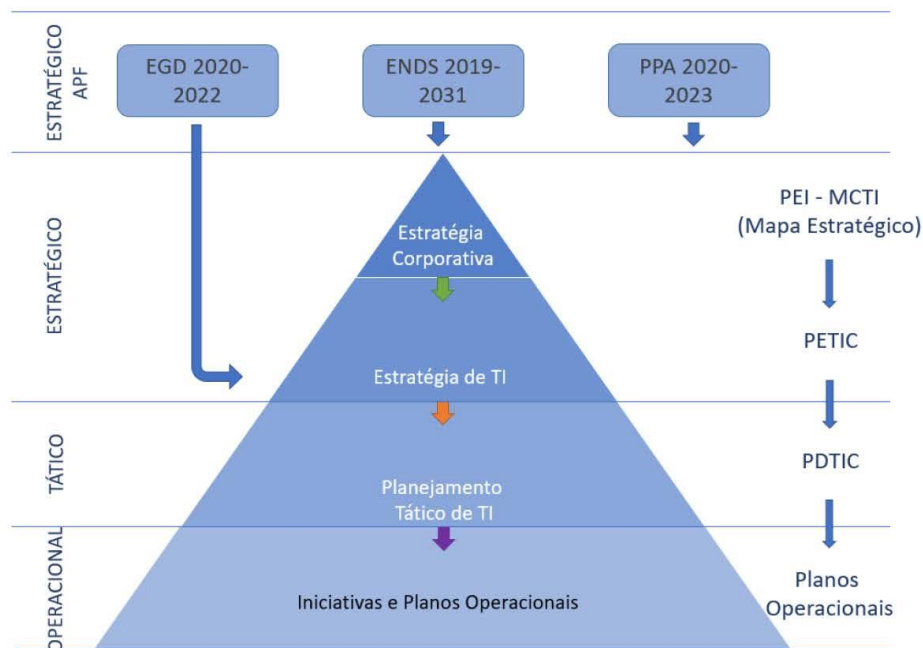 ESTRATÉGICO
APF
EGD 2020-
2022
ENDS 2019-
2031
PPA 2020-
2023
ESTRATÉGICO
Estratégia
Corporativa
PEI - MCTI
(Mapa Estratégico)
Estratégia de TI
PETIC
TÁTICO
Planejamento
Tático de TI
PDTIC
OPERACIONAL
Iniciativas e Planos Operacionais
Planos
Operacionais